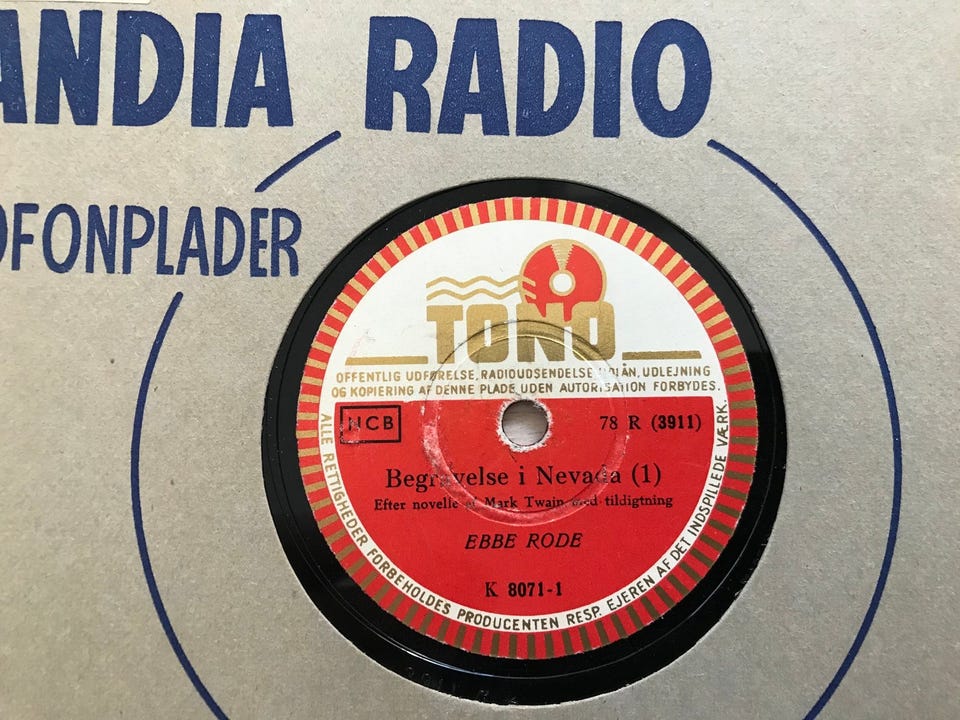 ANDIA RADIO
OFONPLADER
TONO
OFFENTLIG UDFØRELSE, RADIOUDSENDELSE, UDLÅN, UDLEJNING
OG KOPIERING AF DENNE PLADE UDEN AUTORISATION FORBYDES.
NCB
78 R (3911)
Begravelse i Nevada (1)
Efter novelle af Mark Twain med tildigtning
EBBE RODE
K 8071-1
ALLE RETTIGHEDER FORBEHOLDES PRODUCENTEN RESP. EJEREN AF DET INDSPILLEDE VÆRK.